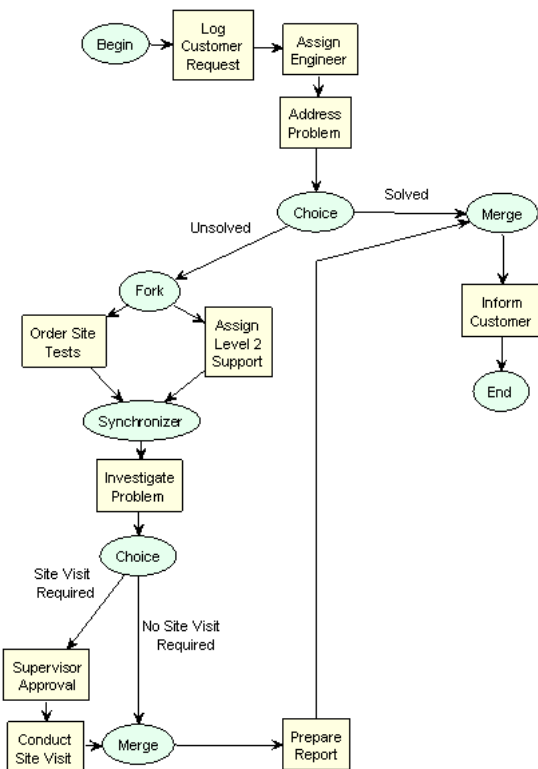 Begin
Log
Customer
Request
Assign
Engineer
Address
Problem
Choice
Solved
Merge
Unsolved
Fork
Inform
Customer
Order Site
Tests
Assign
Level 2
Support
End
Synchronizer
Investigate
Problem
Choice
Site Visit
Required
No Site Visit
Required
Supervisor
Approval
Conduct
Site Visit
Merge
Prepare
Report